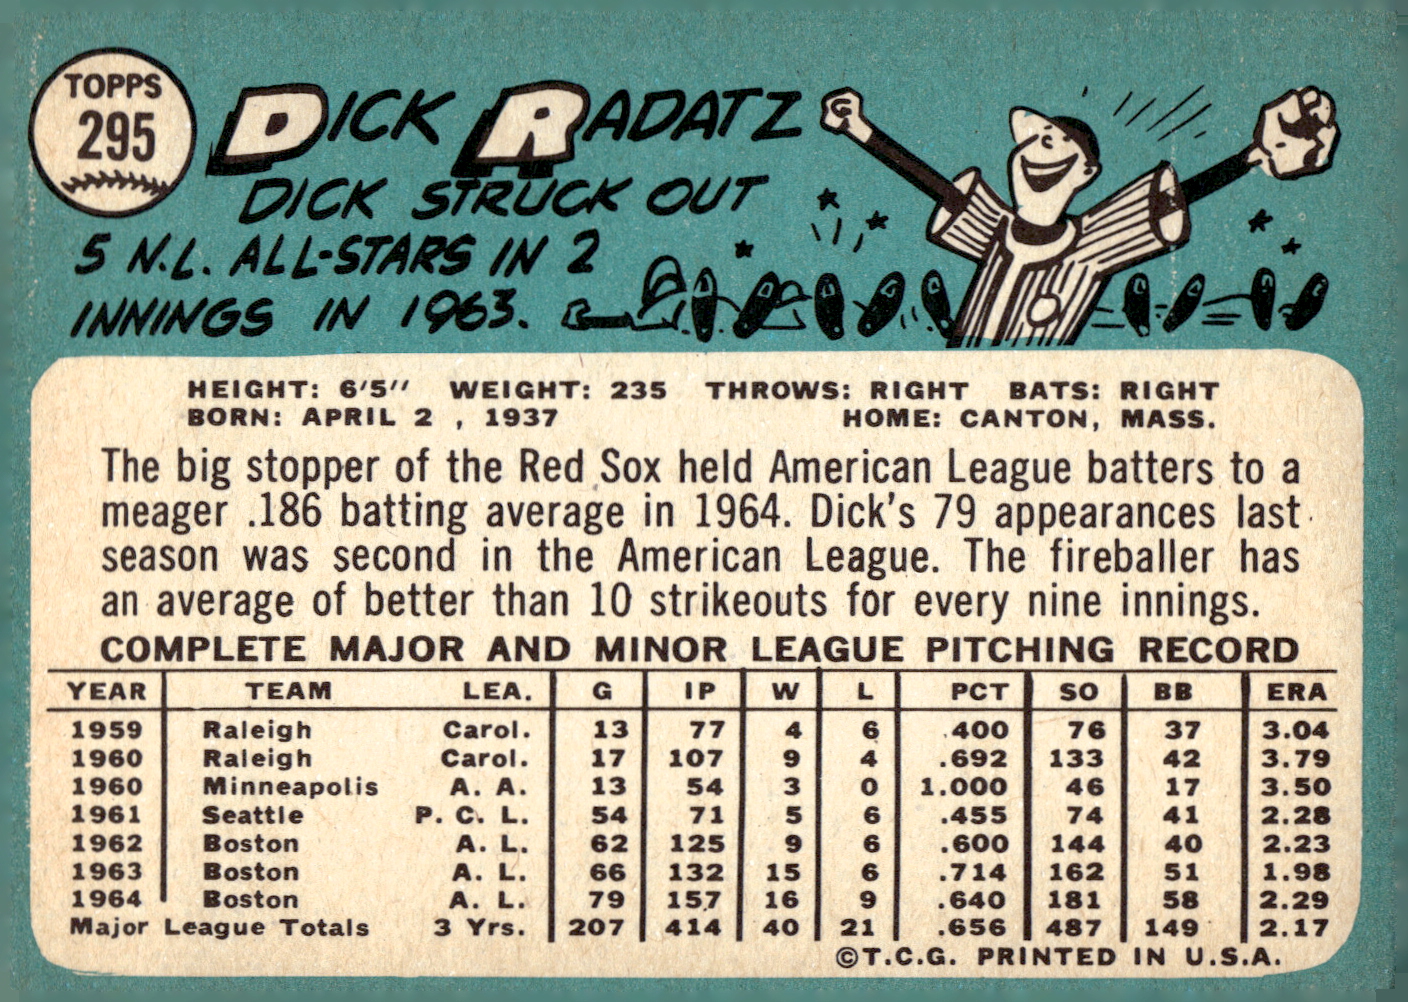 TOPPS
295
DICK RADATZ
DICK STRUCK OUT
5 N.L. ALL-STARS IN 2
INNINGS IN 1963.
HEIGHT: 6'5" WEIGHT: 235 THROWS: RIGHT BATS: RIGHT
BORN: APRIL 2 , 1937 HOME: CANTON, MASS.
The big stopper of the Red Sox held American League batters to a
meager .186 batting average in 1964. Dick's 79 appearances last
season was second in the American League. The fireballer has
an average of better than 10 strikeouts for every nine innings.
COMPLETE MAJOR AND MINOR LEAGUE PITCHING RECORD
YEAR TEAM LEA. G IP W L PCT SO BB ERA
1959 Raleigh Carol. 13 77 4 6 .400 76 37 3.04
1960 Raleigh Carol. 17 107 9 4 .692 133 42 3.79
1960 Minneapolis A. A. 13 54 3 0 1.000 46 17 3.50
1961 Seattle P. C. L. 54 71 5 6 .455 74 41 2.28
1962 Boston A. L. 62 125 9 6 .600 144 40 2.23
1963 Boston A. L. 66 132 15 6 .714 162 51 1.98
1964 Boston A. L. 79 157 16 9 .640 181 58 2.29
Major League Totals 3 Yrs. 207 414 40 21 .656 487 149 2.17
©T.C.G. PRINTED IN U.S.A.